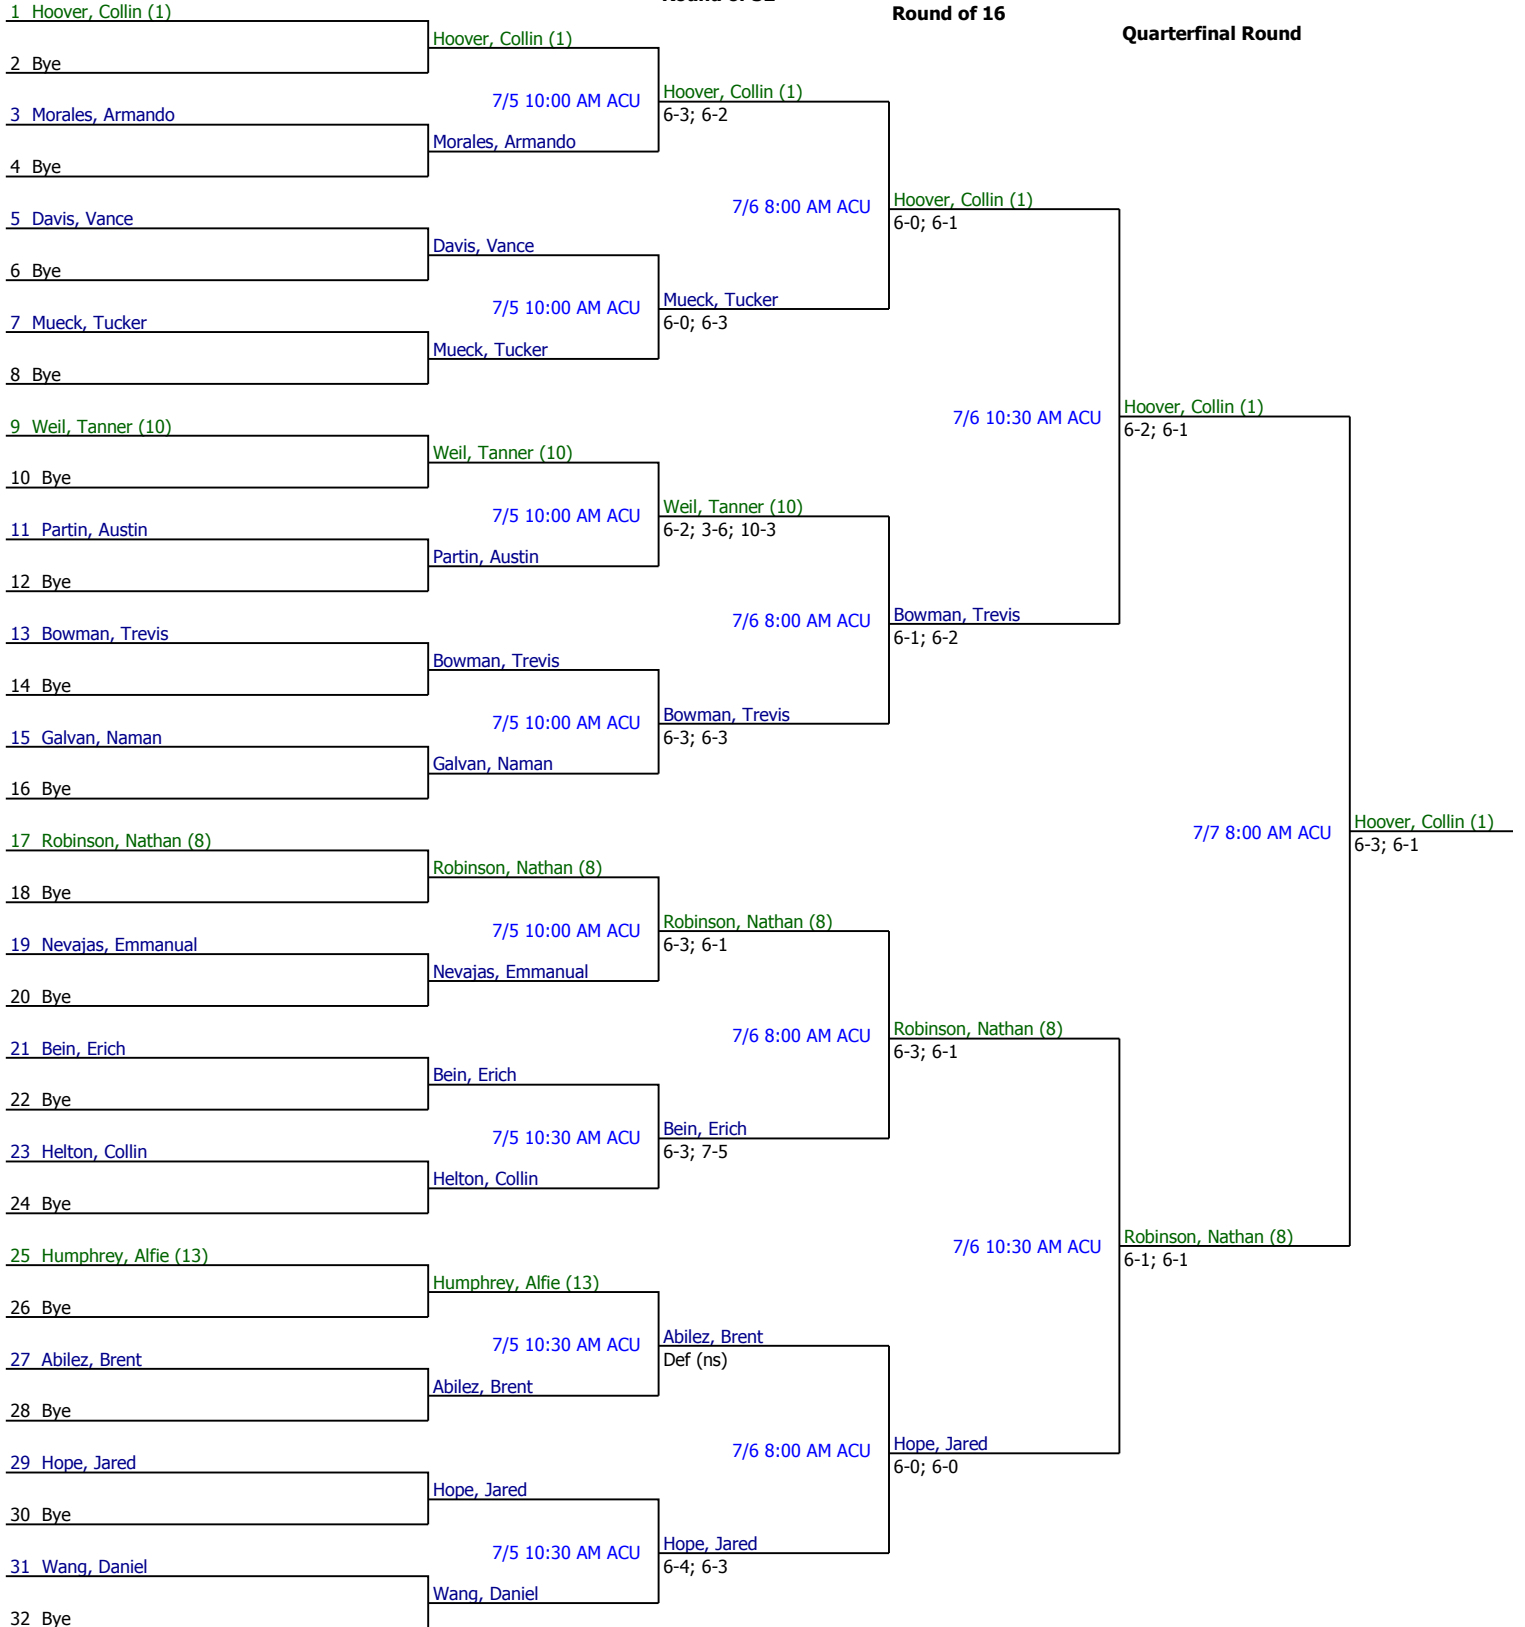 Round of 16
Quarterfinal Round
1 Hoover, Collin (1)
Hoover, Collin (1)
2 Bye
7/5 10:00 AM ACU
Hoover, Collin (1)
6-3; 6-2
3 Morales, Armando
Morales, Armando
4 Bye
7/6 8:00 AM ACU
Hoover, Collin (1)
6-0; 6-1
5 Davis, Vance
Davis, Vance
6 Bye
7/5 10:00 AM ACU
Mueck, Tucker
6-0; 6-3
7 Mueck, Tucker
Mueck, Tucker
8 Bye
7/6 10:30 AM ACU
Hoover, Collin (1)
6-2; 6-1
9 Weil, Tanner (10)
Weil, Tanner (10)
10 Bye
7/5 10:00 AM ACU
Weil, Tanner (10)
6-2; 3-6; 10-3
11 Partin, Austin
Partin, Austin
12 Bye
7/6 8:00 AM ACU
Bowman, Trevis
6-1; 6-2
13 Bowman, Trevis
Bowman, Trevis
14 Bye
7/5 10:00 AM ACU
Bowman, Trevis
6-3; 6-3
15 Galvan, Naman
Galvan, Naman
16 Bye
7/7 8:00 AM ACU
Hoover, Collin (1)
6-3; 6-1
17 Robinson, Nathan (8)
Robinson, Nathan (8)
18 Bye
7/5 10:00 AM ACU
Robinson, Nathan (8)
6-3; 6-1
19 Nevajas, Emmanual
Nevajas, Emmanual
20 Bye
7/6 8:00 AM ACU
Robinson, Nathan (8)
6-3; 6-1
21 Bein, Erich
Bein, Erich
22 Bye
7/5 10:30 AM ACU
Bein, Erich
6-3; 7-5
23 Helton, Collin
Helton, Collin
24 Bye
7/6 10:30 AM ACU
Robinson, Nathan (8)
6-1; 6-1
25 Humphrey, Alfie (13)
Humphrey, Alfie (13)
26 Bye
7/5 10:30 AM ACU
Abilez, Brent
Def (ns)
27 Abilez, Brent
Abilez, Brent
28 Bye
7/6 8:00 AM ACU
Hope, Jared
6-0; 6-0
29 Hope, Jared
Hope, Jared
30 Bye
7/5 10:30 AM ACU
Hope, Jared
6-4; 6-3
31 Wang, Daniel
Wang, Daniel
32 Bye